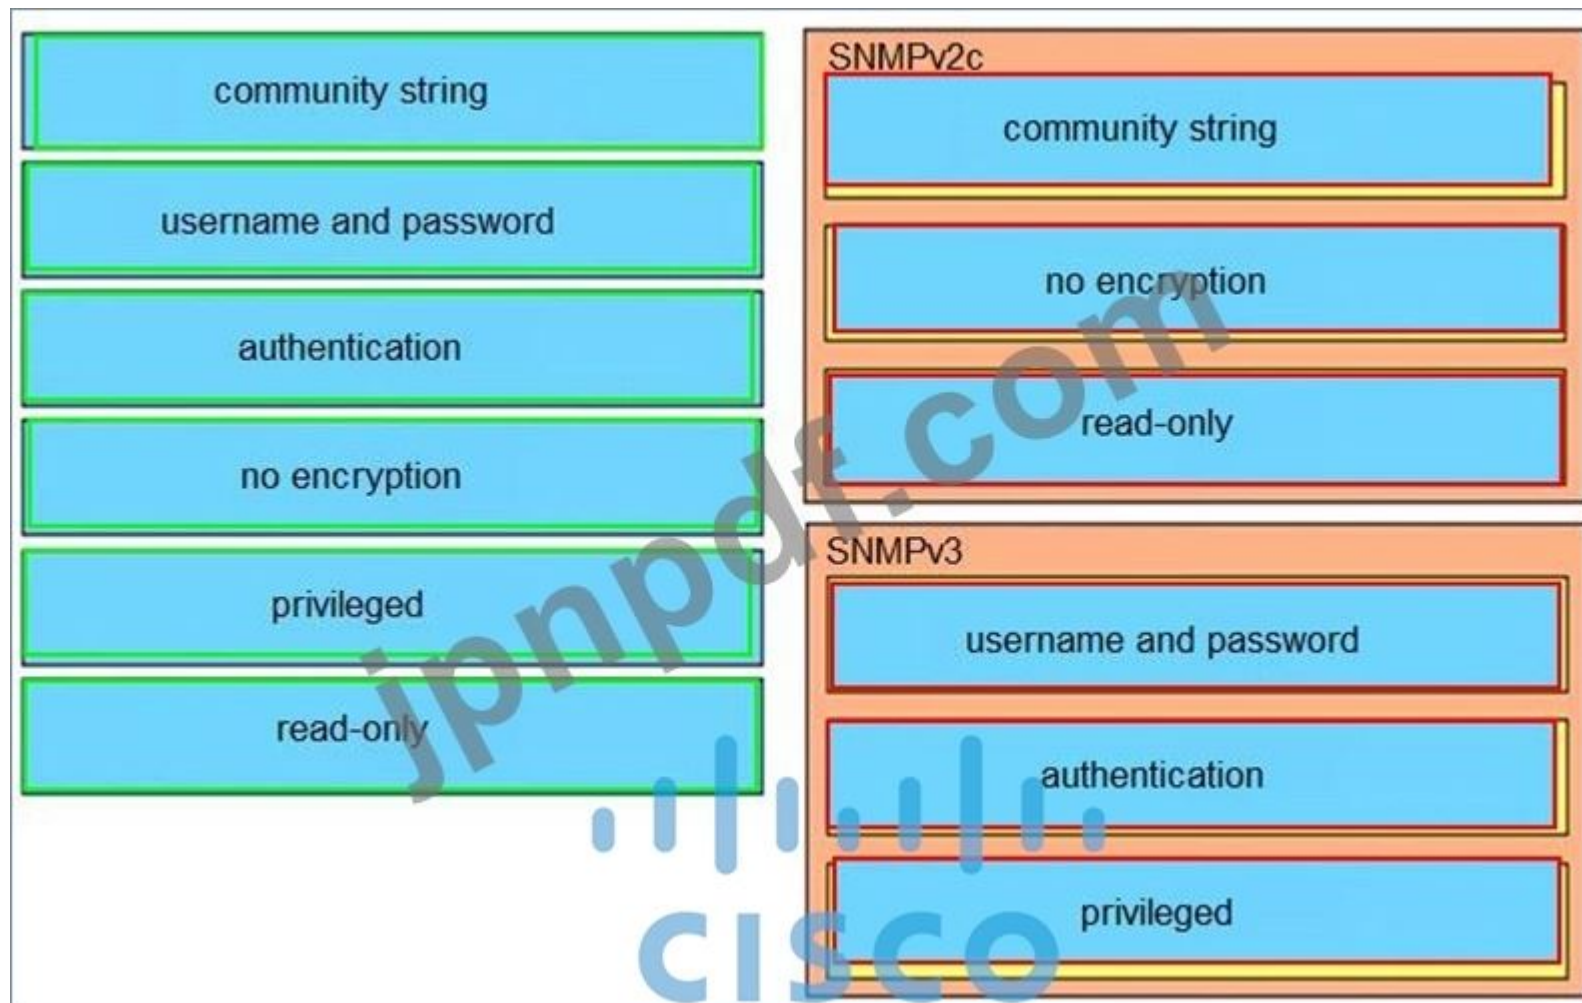 community string
username and password
authentication
no encryption
privileged
read-only
SNMPv2c
community string
no encryption
read-only
SNMPv3
username and password
authentication
privileged
jpnpdf.com
CISCO